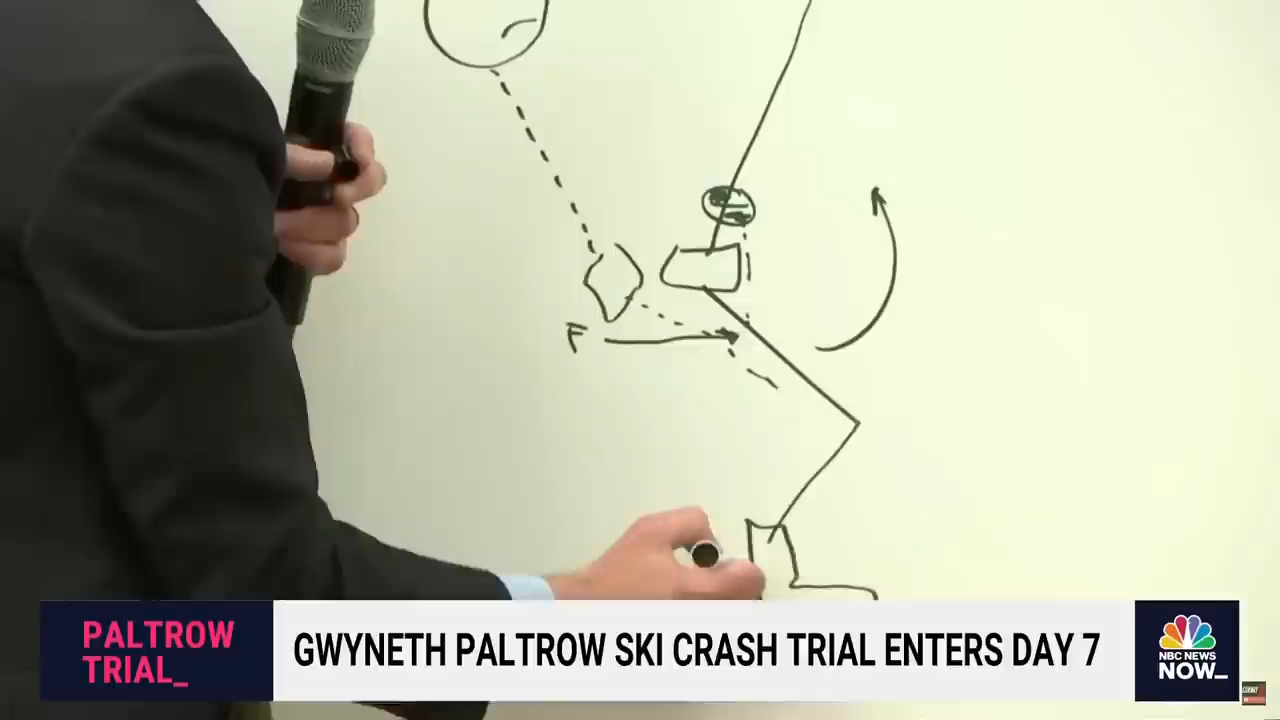 F
PALTROW
TRIAL_
GWYNETH PALTROW SKI CRASH TRIAL ENTERS DAY 7
NBC NEWS
NOW_